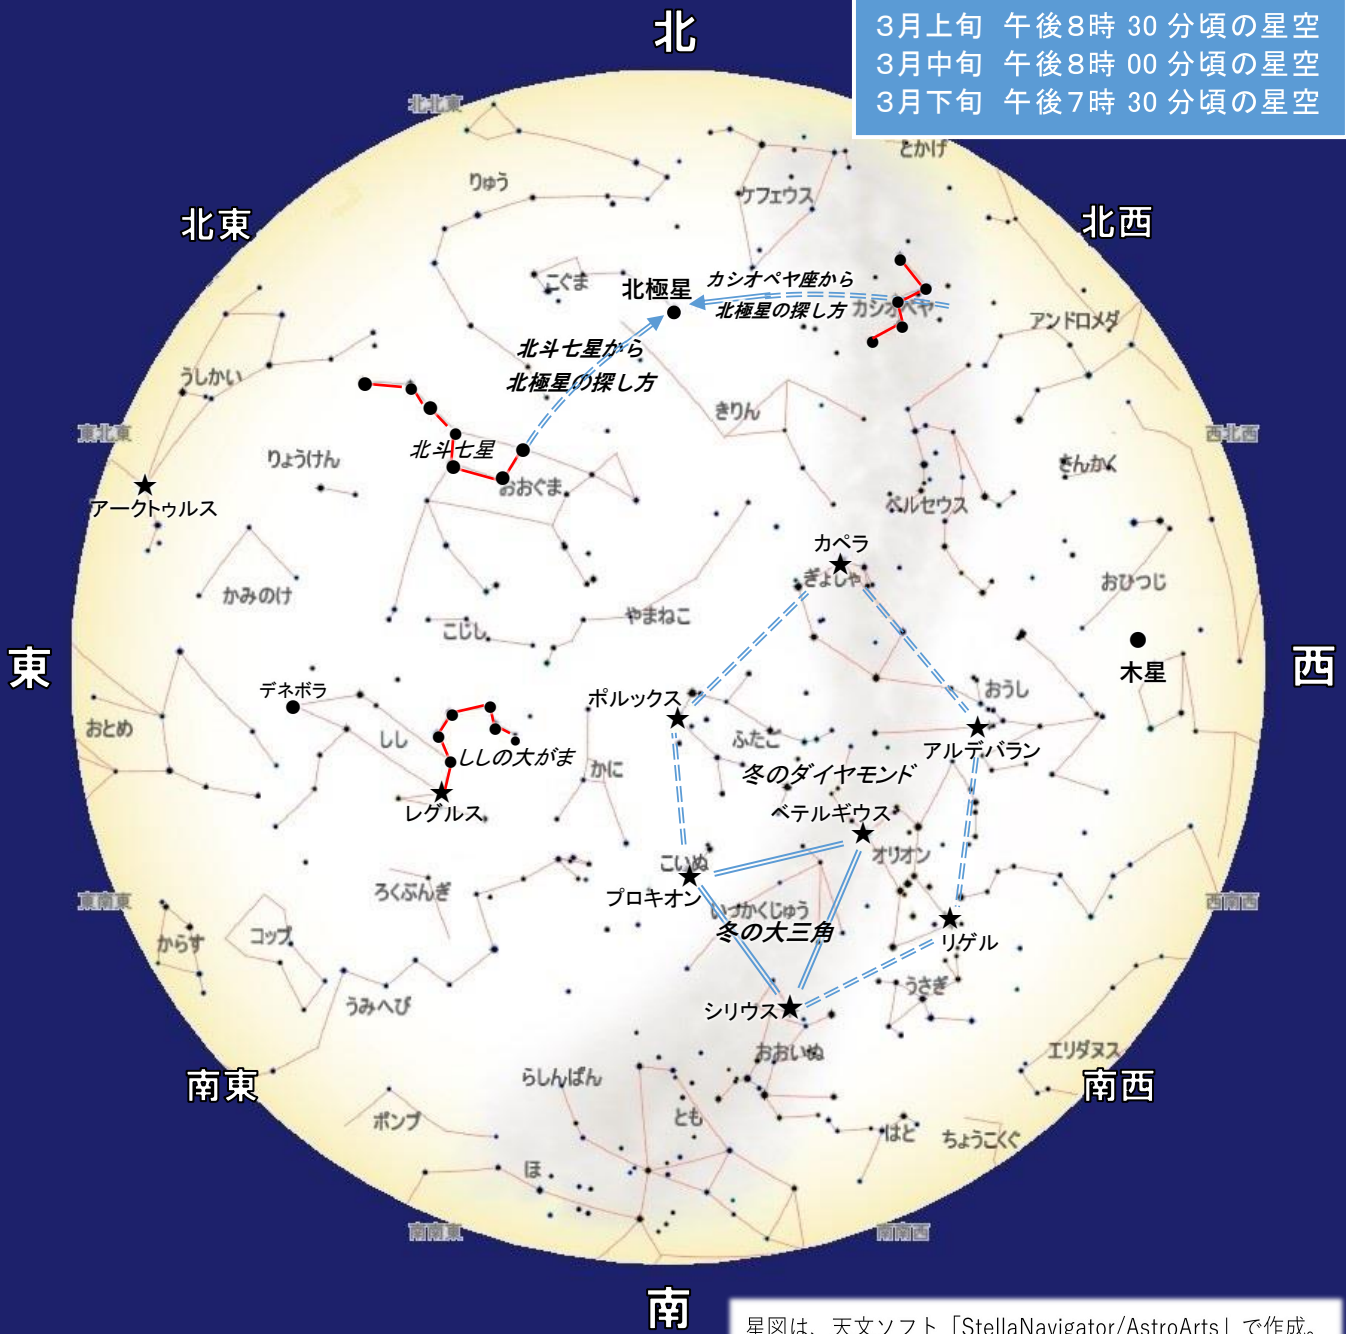 北
3月上旬 午後8時 30 分頃の星空
3月中旬 午後8時 00 分頃の星空
3月下旬 午後7時 30 分頃の星空
北北東
とかげ
りゅう
ケフェウス
北東
北西
こぐま
北極星
カシオペヤ座から
北極星の探し方
カシオペヤ
アンドロメダ
北斗七星から
北極星の探し方
うしかい
きりん
東北東
西北西
北斗七星
りょうけん
さんかく
おおぐま
アークトゥルス
ペルセウス
カペラ
ぎょしゃ
おひつじ
かみのけ
やまねこ
こじし
東
西
木星
デネボラ
ポルックス
おうし
おとめ
しし
ふたご
アルデバラン
ししの大がま
かに
冬のダイヤモンド
レグルス
ベテルギウス
オリオン
こいぬ
ろくぶんぎ
プロキオン
東南東
西南西
いっかくじゅう
冬の大三角
からす
コップ
リゲル
うみへび
うさぎ
シリウス
おおいぬ
エリダヌス
南東
らしんばん
南西
ポンプ
とも
はと
ちょうこくぐ
ほ
南南東
南南西
南
星図は、天文ソフト「StellaNavigator/AstroArts」で作成。